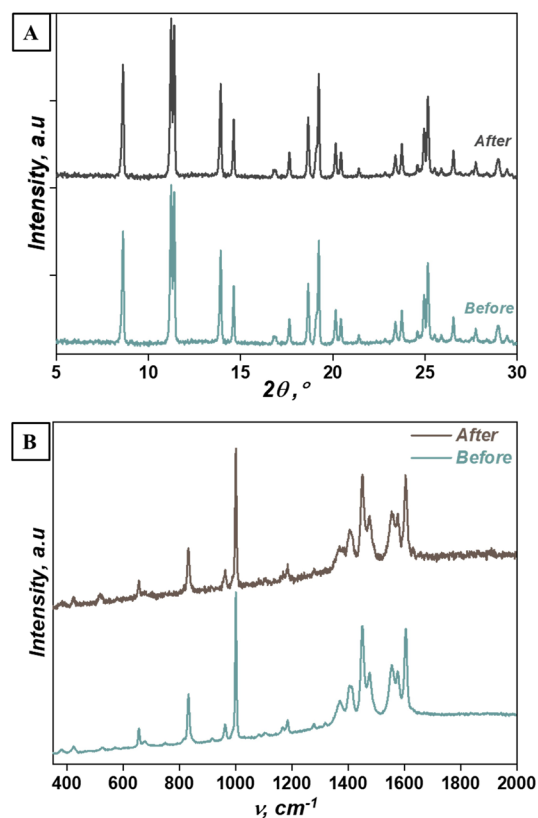 A
Intensity, a.u
After
Before
5 10 15 20 25 30
2θ,°
B
After
Before
Intensity, a.u
400 600 800 1000 1200 1400 1600 1800 2000
ν, cm-1